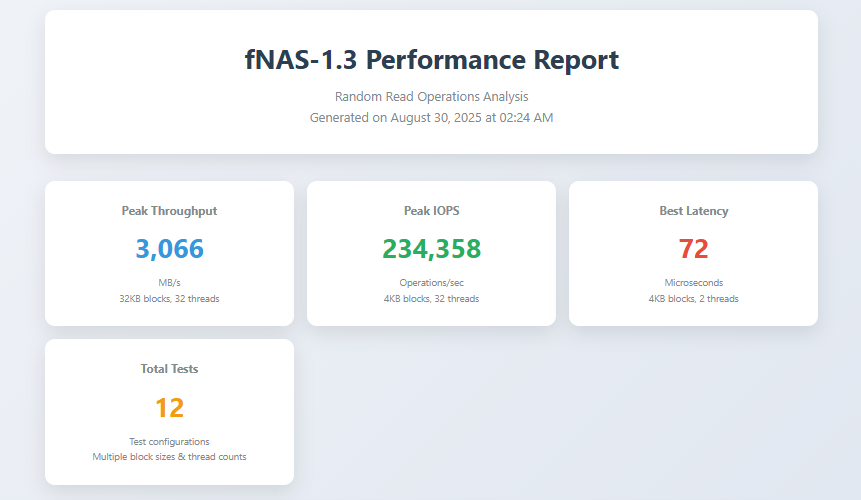 fNAS-1.3 Performance Report
Random Read Operations Analysis
Generated on August 30, 2025 at 02:24 AM
Peak Throughput
3,066
MB/s
32KB blocks, 32 threads
Peak IOPS
234,358
Operations/sec
4KB blocks, 32 threads
Best Latency
72
Microseconds
4KB blocks, 2 threads
Total Tests
12
Test configurations
Multiple block sizes & thread counts